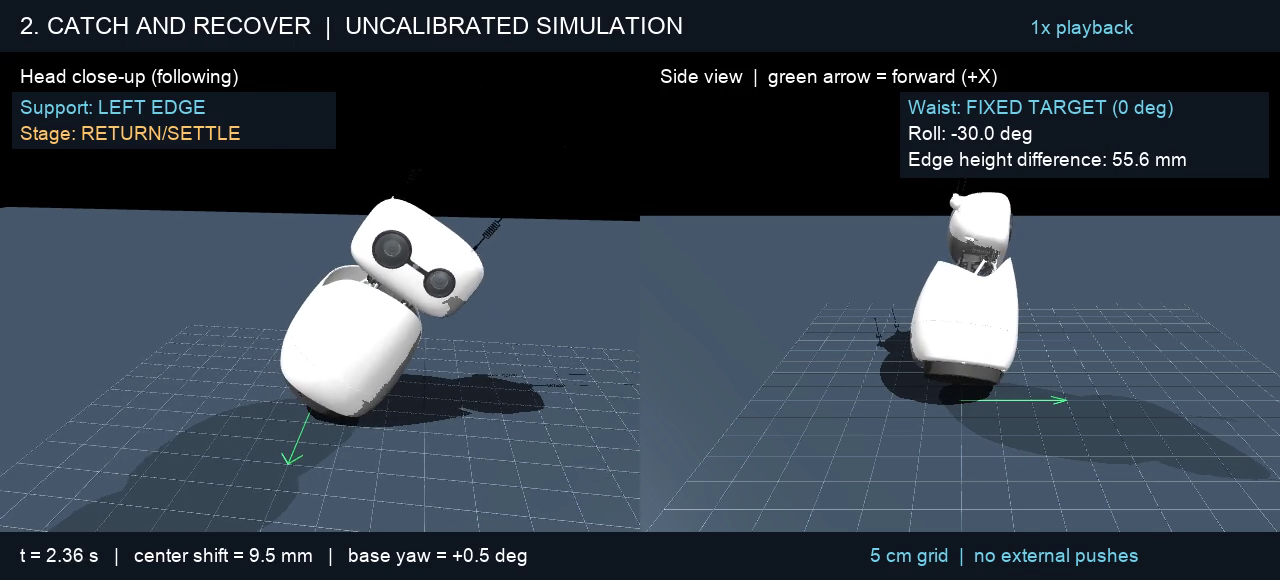 2. CATCH AND RECOVER | UNCALIBRATED SIMULATION
1x playback
Head close-up (following)
Support: LEFT EDGE
Stage: RETURN/SETTLE
Side view | green arrow = forward (+X)
Waist: FIXED TARGET (0 deg)
Roll: -30.0 deg
Edge height difference: 55.6 mm
t = 2.36 s | center shift = 9.5 mm | base yaw = +0.5 deg
5 cm grid | no external pushes